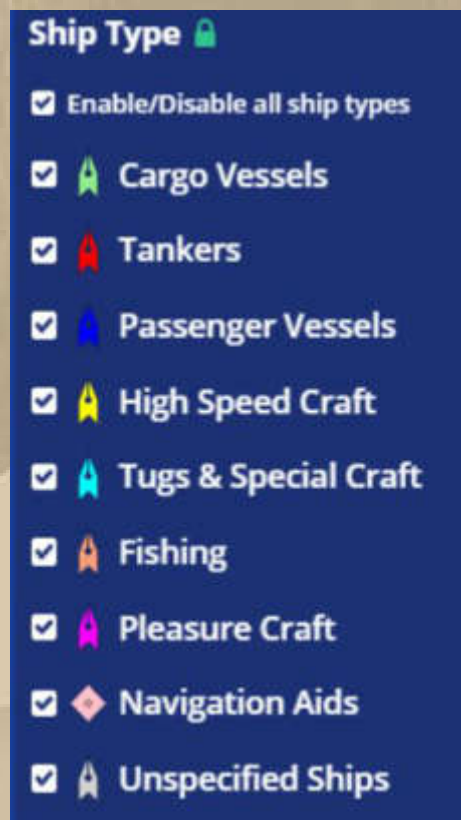 Ship Type
Enable/Disable all ship types
Cargo Vessels
Tankers
Passenger Vessels
High Speed Craft
Tugs & Special Craft
Fishing
Pleasure Craft
Navigation Aids
Unspecified Ships